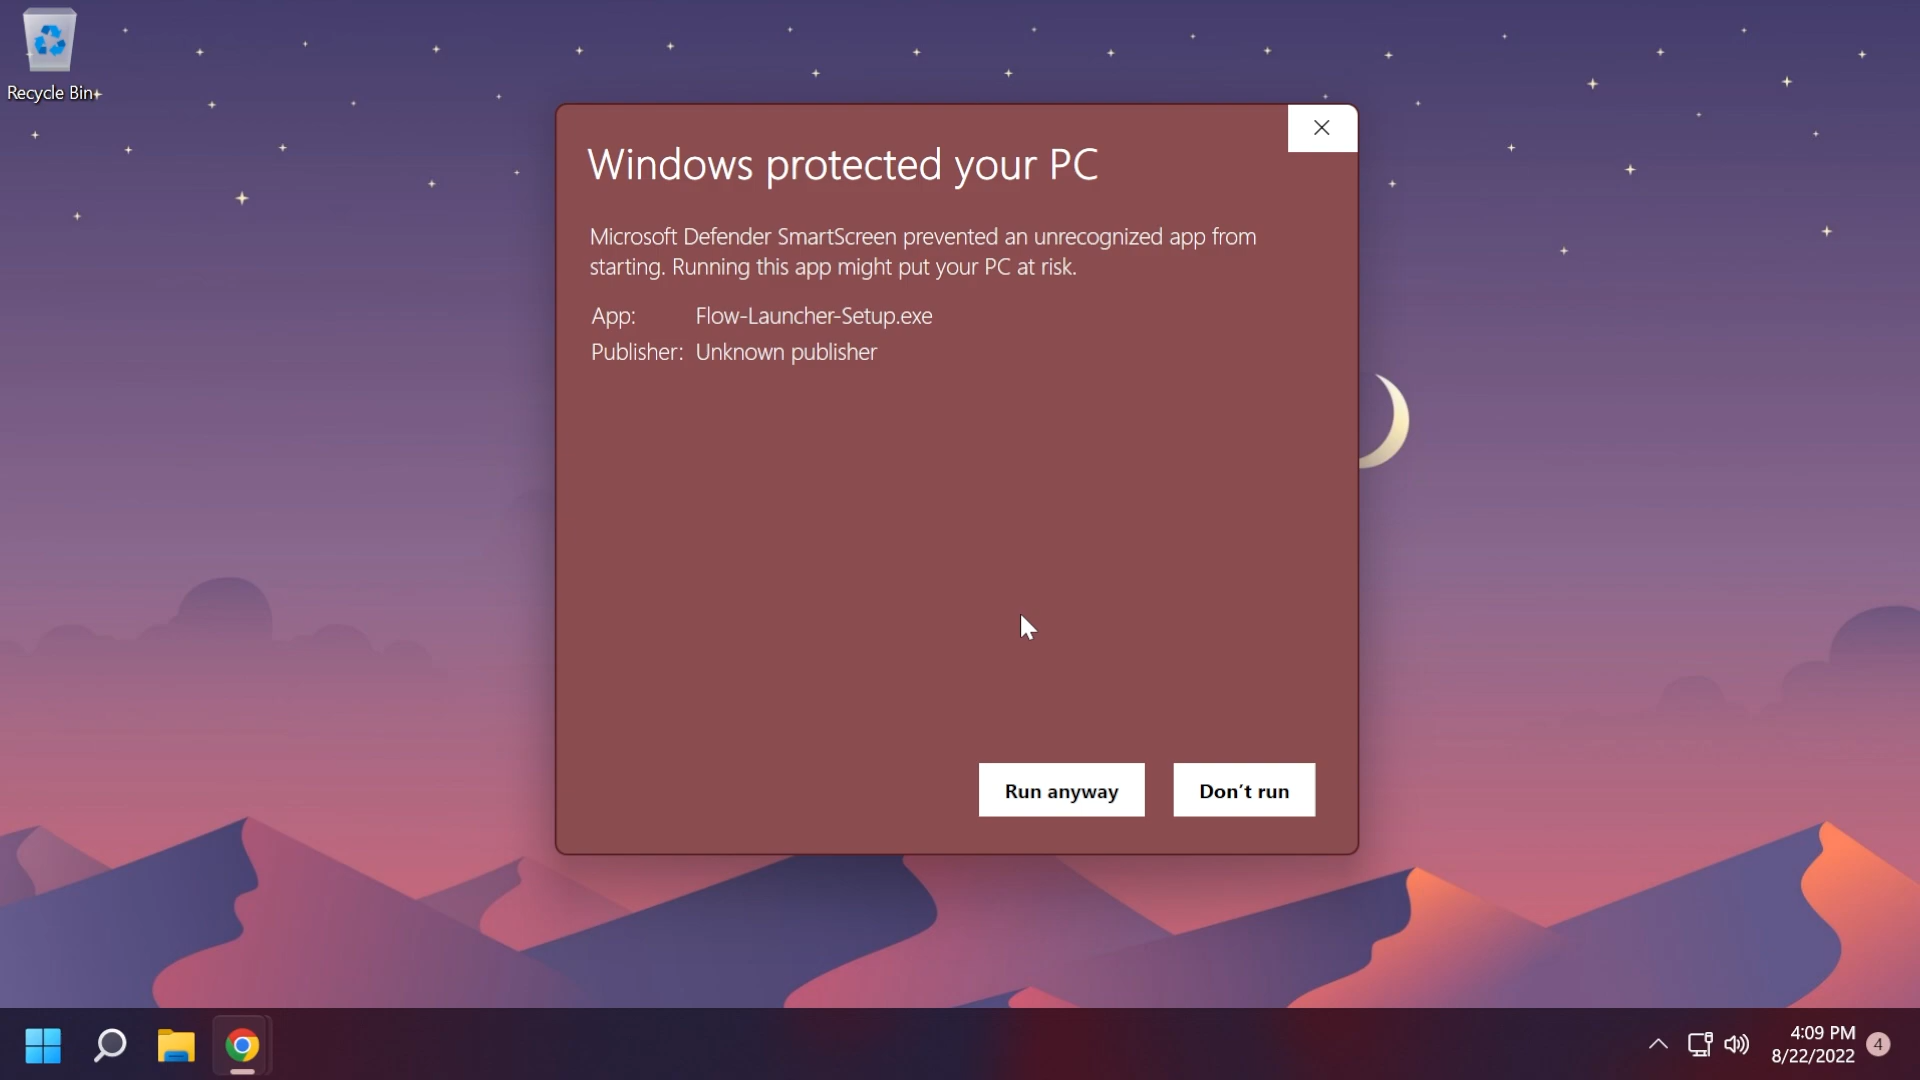 Recycle Bin
Windows protected your PC
Microsoft Defender SmartScreen prevented an unrecognized app from
starting. Running this app might put your PC at risk.
App: Flow-Launcher-Setup.exe
Publisher: Unknown publisher
Run anyway Don’t run
4:09 PM
8/22/2022 4